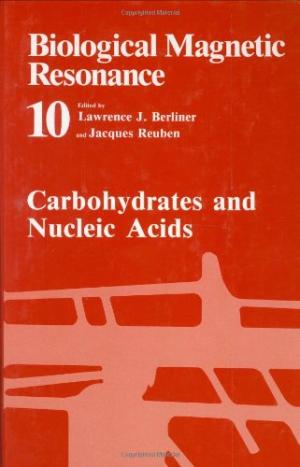 Biological Magnetic
Resonance
10
Edited by
Lawrence J. Berliner
and Jacques Reuben
Carbohydrates and
Nucleic Acids